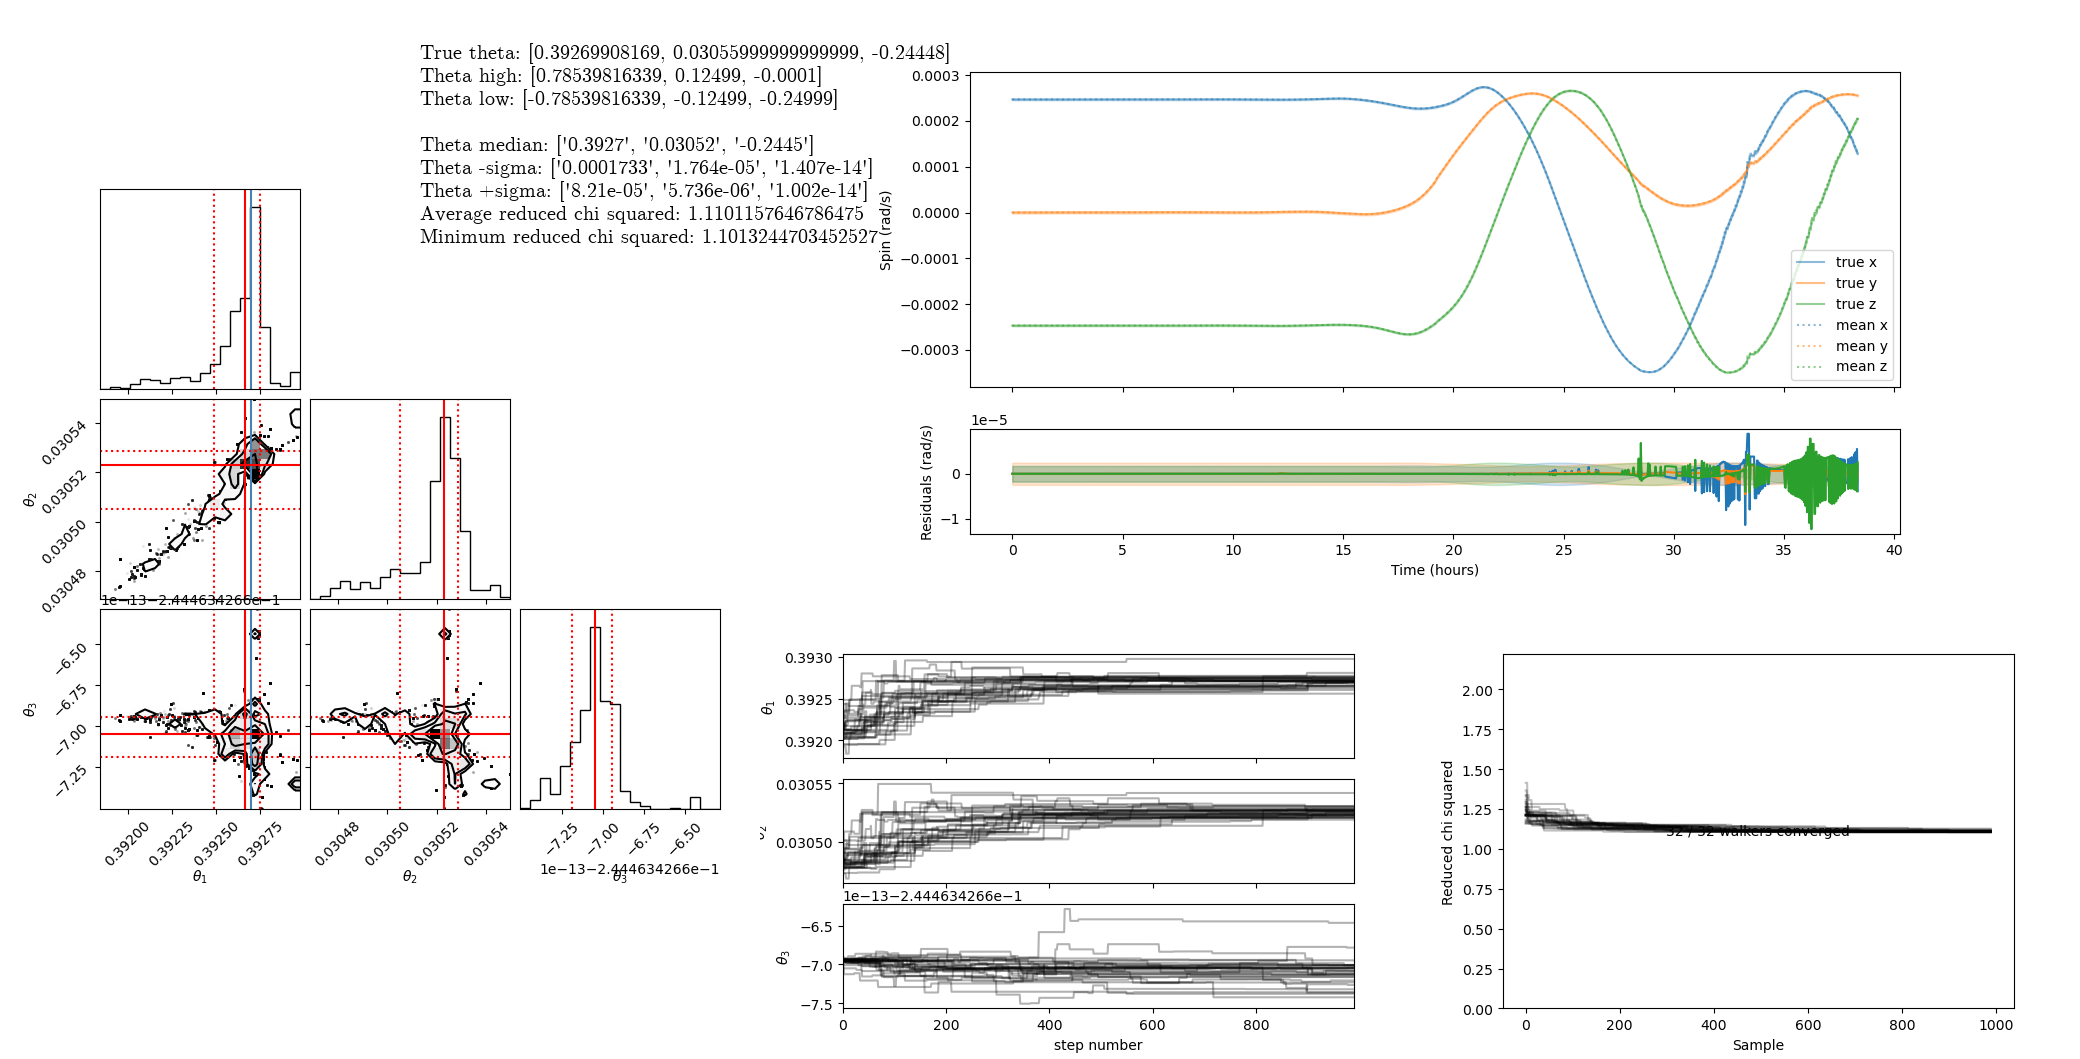 True theta: [0.39269908169, 0.03055999999999999, -0.24448]
Theta high: [0.78539816339, 0.12499, -0.0001]
Theta low: [-0.78539816339, -0.12499, -0.24999]
Theta median: ['0.3927', '0.03052', '-0.2445']
Theta -sigma: ['0.0001733', '1.764e-05', '1.407e-14']
Theta +sigma: ['8.21e-05', '5.736e-06', '1.002e-14']
Average reduced chi squared: 1.1101157646786475
Minimum reduced chi squared: 1.1013244703452527
0.0003
0.0002
0.0001
0.0000
−0.0001
−0.0002
−0.0003
Spin (rad/s)
true x
true y
true z
mean x
mean y
mean z
1e−5
0
−1
Residuals (rad/s)
0 5 10 15 20 25 30 35 40
Time (hours)
0.03054
0.03052
0.03050
0.03048
θ2
1e−13−2.444634266e−1
−6.50
−6.75
−7.00
−7.25
θ3
0.39200 0.39225 0.39250 0.39275
θ1
0.03048 0.03050 0.03052 0.03054
θ2
−7.25 −7.00 −6.75 −6.50
1e−13−2.444634266e−1
θ3
0.3930
0.3925
0.3920
θ1
0.03055
0.03050
1e−13−2.444634266e−1
−6.5
−7.0
−7.5
θ3
0 200 400 600 800
step number
2.00
1.75
1.50
1.25
1.00
0.75
0.50
0.25
0.00
Reduced chi squared
32 / 32 walkers converged
0 200 400 600 800 1000
Sample